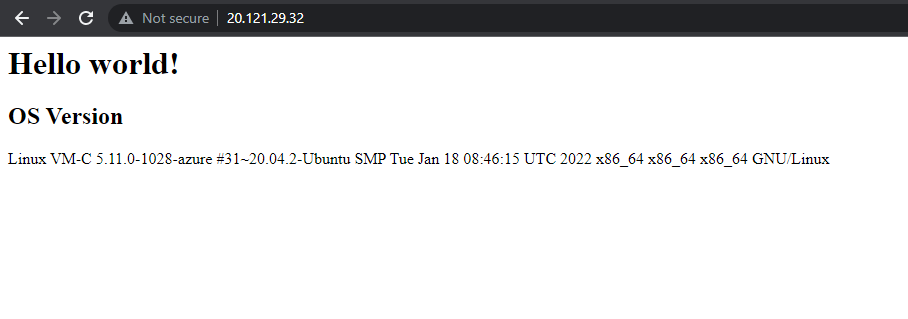 Not secure | 20.121.29.32
Hello world!
OS Version
Linux VM-C 5.11.0-1028-azure #31~20.04.2-Ubuntu SMP Tue Jan 18 08:46:15 UTC 2022 x86_64 x86_64 x86_64 GNU/Linux